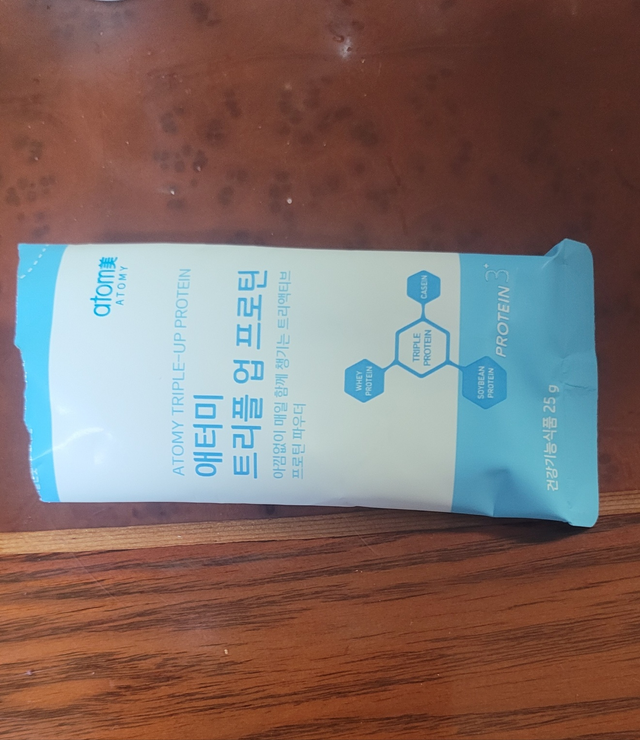 atom美
ATOMY
ATOMY TRIPLE-UP PROTEIN
애터미
트리플 업 프로틴
아낌없이 매일 함께 챙기는 트리액티브
프로틴 파우더
CASEIN
TRIPLE
PROTEIN
WHEY
PROTEIN
SOYBEAN
PROTEIN
PROTEIN 3
건강기능식품 25 g